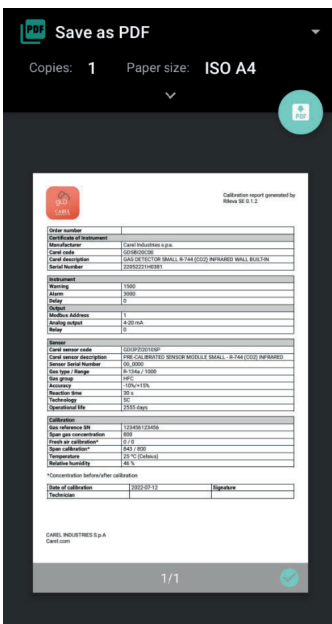 PDF Save as PDF
Copies: 1 Paper size: ISO A4
PDF
GLD
CAREL
Calibration report generated by
Rileva SE 0.1.2
Order number
Certificate of Instrument
Manufacturer Carel Industries s.p.a.
Carel code
Carel description GAS DETECTOR SMALL R-744 (CO2) INFRARED WALL BUILT-IN
Serial Number
Instrument
Warning 1500
Alarm 3000
Delay 0
Output
Modbus Address 1
Analog output 4-20 mA
Relay 0
Sensor
Carel sensor code
Carel sensor description PRE-CALIBRATED SENSOR MODULE SMALL - R-744 (CO2) INFRARED
Sensor Serial Number 00_0000
Gas type / Range R-134a / 1000
Gas group HFC
Accuracy -10%/+15%
Reaction time 30 s
Technology SC
Operational life 2555 days
Calibration
Gas reference SN 123456123456
Span gas concentration 800
Fresh air calibration* 0 / 0
Span calibration* 843 / 800
Temperature 25 °C (Celsius)
Relative humidity 46 %
*Concentration before/after calibration
Date of calibration 2022-07-12 Signature
Technician
CAREL INDUSTRIES S.p.A
Carel.com
1/1